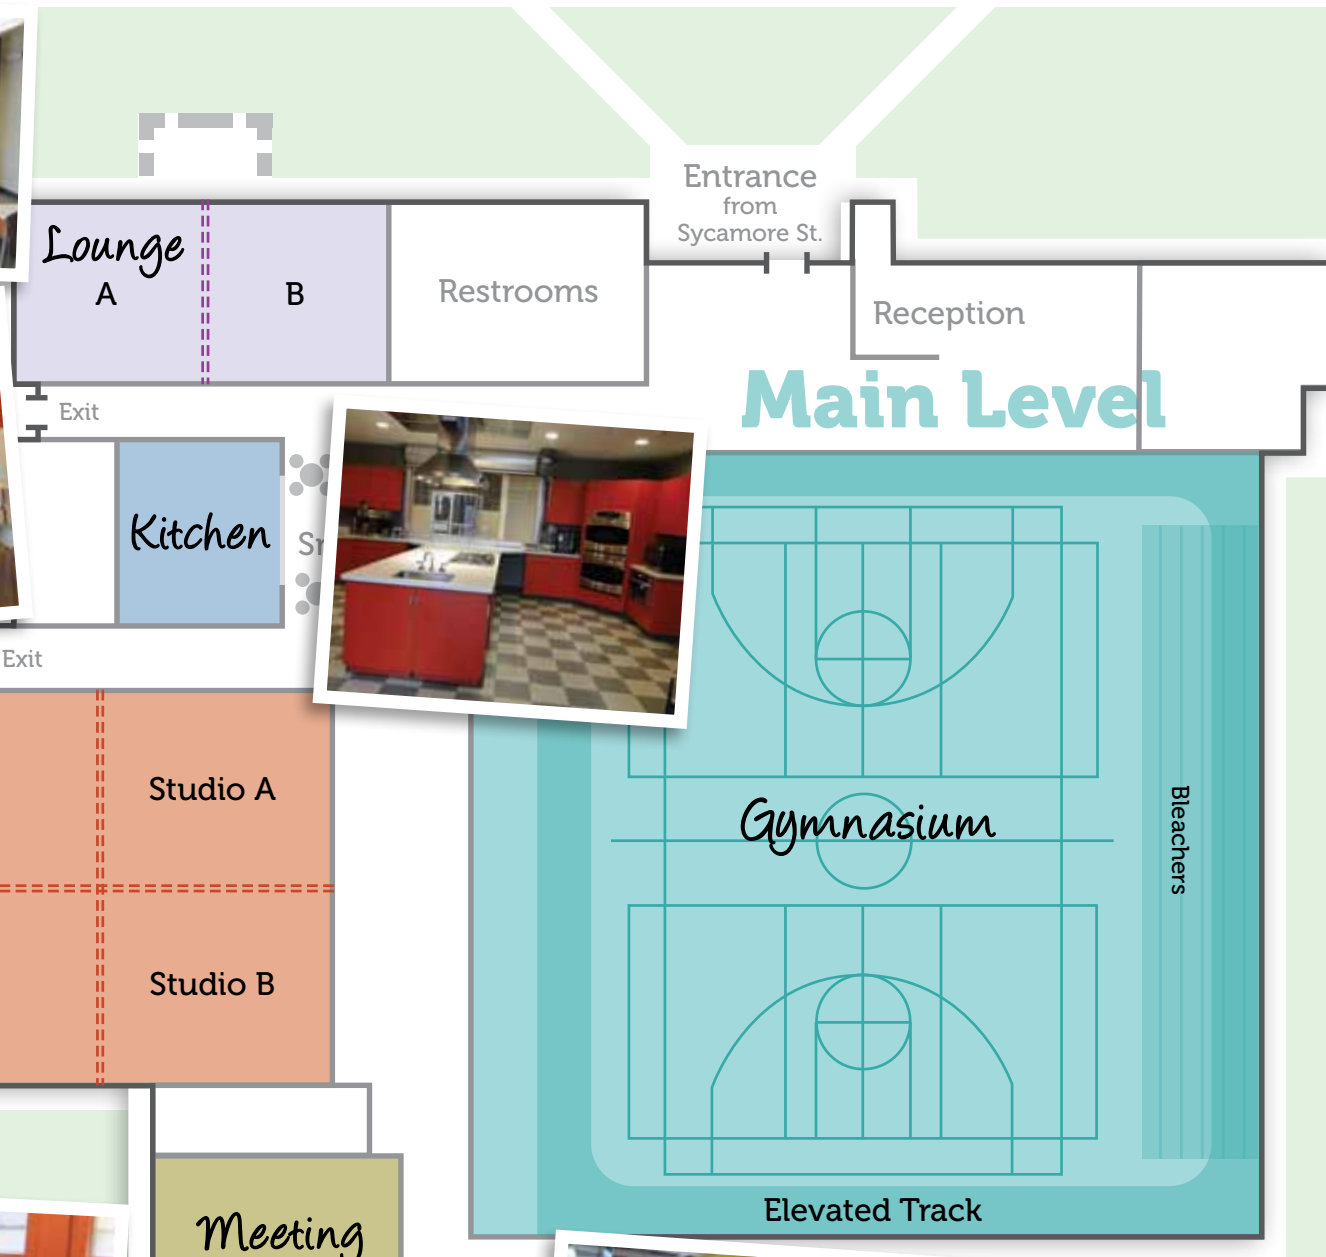 Entrance
from
Sycamore St.
Lounge
A
B
Restrooms
Reception
Main Level
Exit
Kitchen
Exit
Studio A
Gymnasium
Bleachers
Studio B
Elevated Track
Meeting